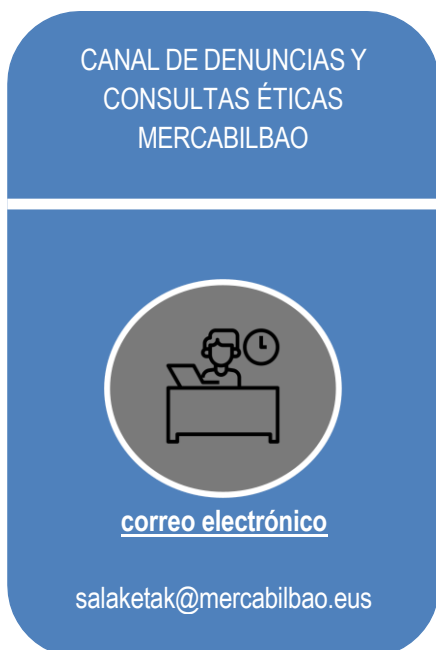 CANAL DE DENUNCIAS Y
CONSULTAS ÉTICAS
MERCABILBAO
correo electrónico
salaketak@mercabilbao.eus